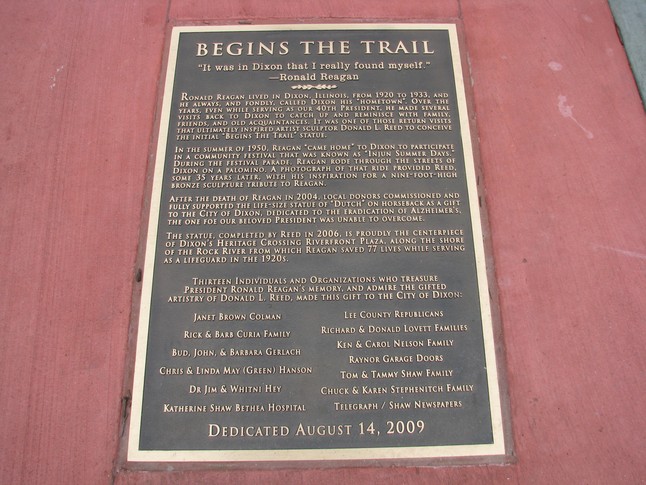 BEGINS THE TRAIL
"It was in Dixon that I really found myself."
—Ronald Reagan
Ronald Reagan lived in Dixon, Illinois, from 1920 to 1933, and
he always, and fondly, called Dixon his "hometown". Over the
years, even while serving as our 40th President, he made several
visits back to Dixon to catch up and reminisce with family,
friends, and old acquaintances. It was one of those return visits
that ultimately inspired artist sculptor Donald L. Reed to conceive
the initial "Begins The Trail" statue.
In the summer of 1950, Reagan "came home" to Dixon to participate
in a community festival that was known as "Injun Summer Days."
During the festival parade, Reagan rode through the streets of
Dixon on a palomino. A photograph of that ride provided Reed,
some 35 years later, with his inspiration for a nine-foot-high
bronze sculpture tribute to Reagan.
After the death of Reagan in 2004, local donors commissioned and
fully supported the life-size statue of "Dutch" on horseback as a gift
to the City of Dixon, dedicated to the eradication of Alzheimer's,
the one foe our beloved President was unable to overcome.
The statue, completed by Reed in 2006, is proudly the centerpiece
of Dixon's Heritage Crossing Riverfront Plaza, along the shore
of the Rock River from which Reagan saved 77 lives while serving
as a lifeguard in the 1920s.
Thirteen Individuals and Organizations who treasure
President Ronald Reagan's memory, and admire the gifted
artistry of Donald L. Reed, made this gift to the City of Dixon:
Janet Brown Colman
Rick & Barb Curia Family
Bud, John, & Barbara Gerlach
Chris & Linda May (Green) Hanson
Dr Jim & Whitni Hey
Katherine Shaw Bethea Hospital
Lee County Republicans
Richard & Donald Lovett Families
Ken & Carol Nelson Family
Raynor Garage Doors
Tom & Tammy Shaw Family
Chuck & Karen Stephenitch Family
Telegraph / Shaw Newspapers
Dedicated August 14, 2009